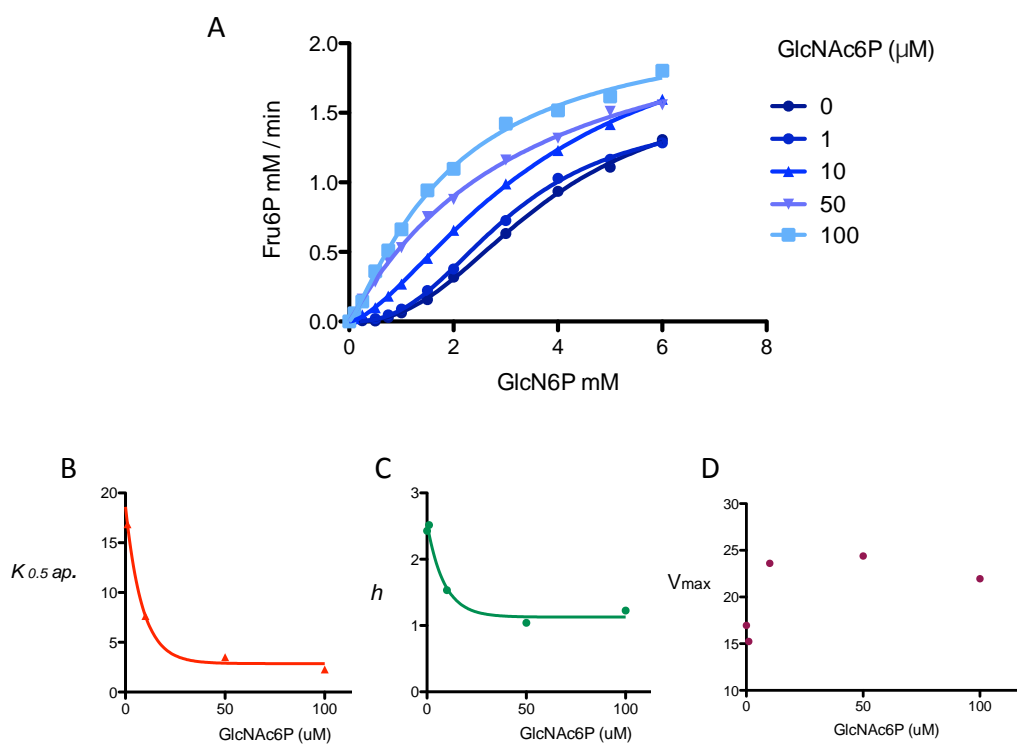 A
GlcNAc6P (µM)
0
1
10
50
100
Fru6P mM / min
2.0
1.5
1.0
0.5
0.0
0 2 4 6 8
GlcN6P mM
B
K 0.5 ap.
20
15
10
5
0
0 50 100
GlcNAc6P (uM)
C
h
3
2
1
0
0 50 100
GlcNAc6P (uM)
D
Vmax
30
25
20
15
10
0 50 100
GlcNAc6P (uM)